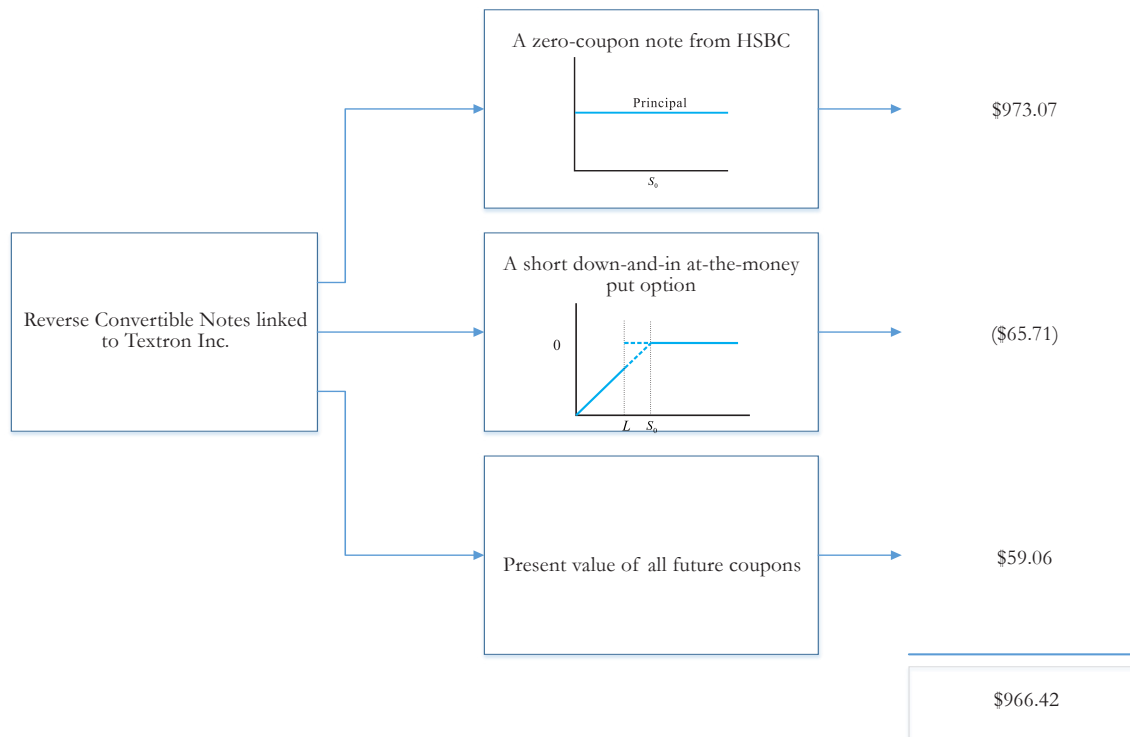 A zero-coupon note from HSBC
Principal
S₀
$973.07
Reverse Convertible Notes linked
to Textron Inc.
A short down-and-in at-the-money
put option
0
L S₀
($65.71)
Present value of all future coupons
$59.06
$966.42